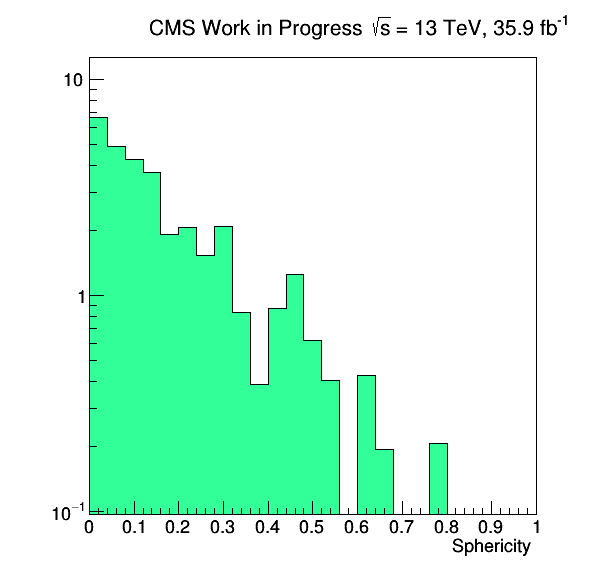 CMS Work in Progress √s = 13 TeV, 35.9 fb⁻¹
10
1
10⁻¹
0 0.1 0.2 0.3 0.4 0.5 0.6 0.7 0.8 0.9 1
Sphericity